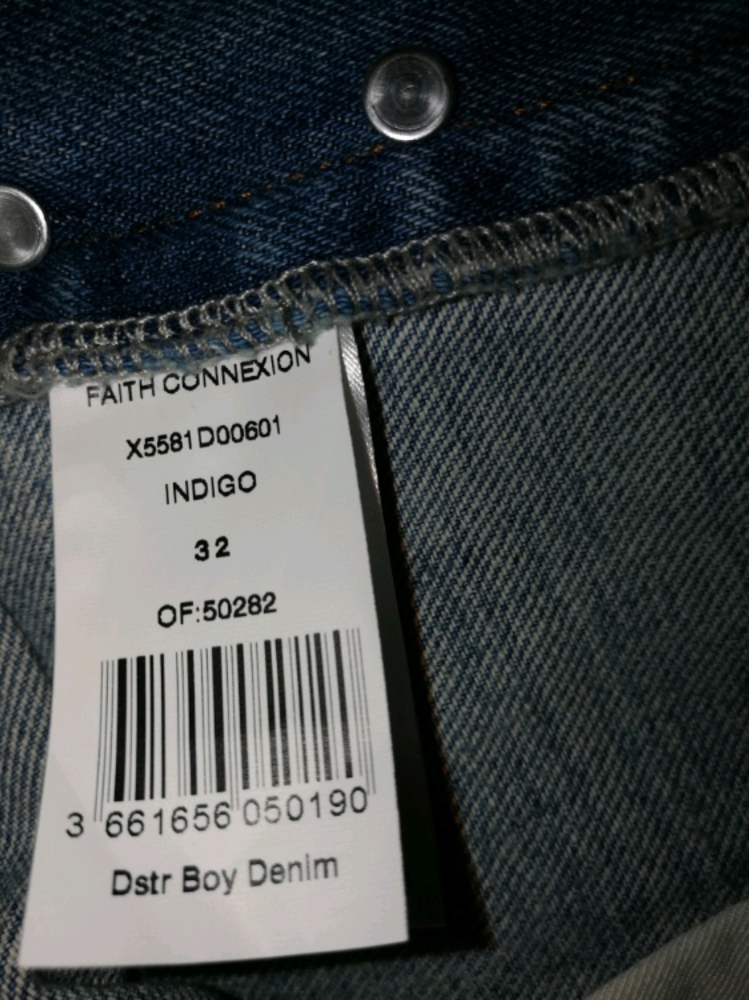 FAITH CONNEXION
X5581D00601
INDIGO
32
OF:50282
3 661656 050190
Dstr Boy Denim